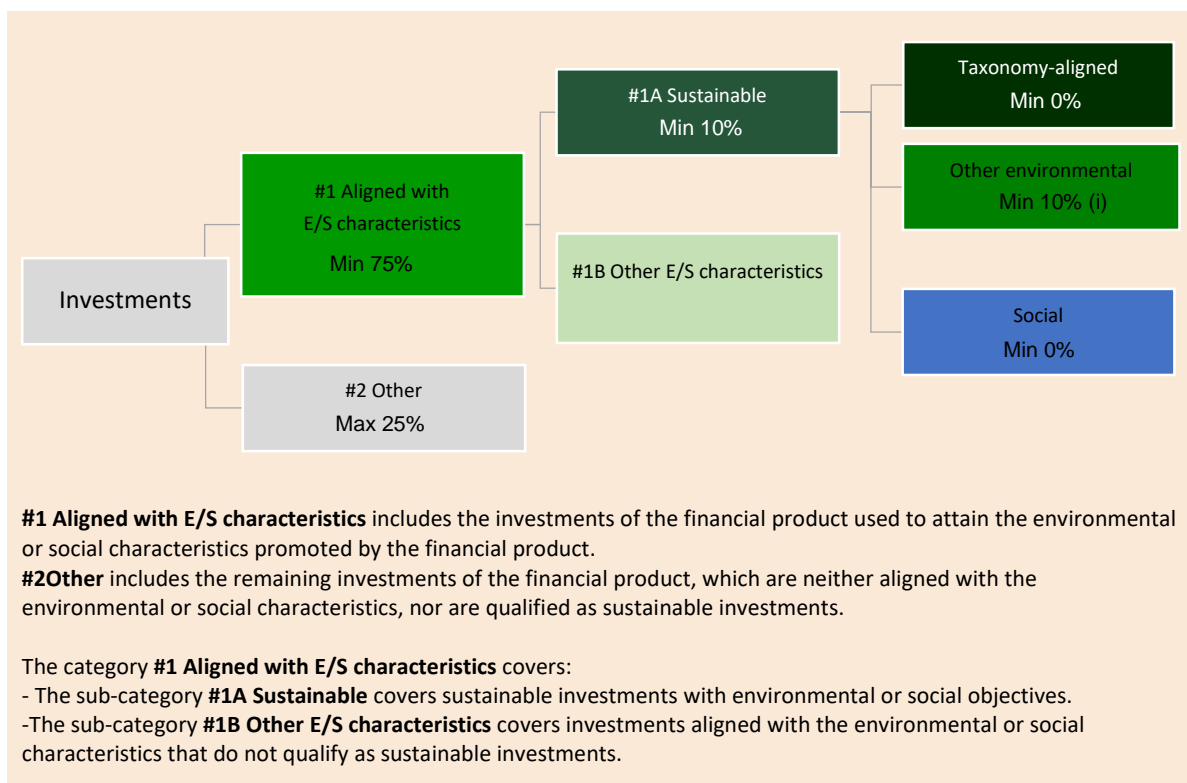 Taxonomy-aligned
Min 0%
#1A Sustainable
Min 10%
Other environmental
Min 10% (i)
#1 Aligned with
E/S characteristics
Min 75%
#1B Other E/S characteristics
Investments
Social
Min 0%
#2 Other
Max 25%
#1 Aligned with E/S characteristics includes the investments of the financial product used to attain the environmental
or social characteristics promoted by the financial product.
#2Other includes the remaining investments of the financial product, which are neither aligned with the
environmental or social characteristics, nor are qualified as sustainable investments.
The category #1 Aligned with E/S characteristics covers:
- The sub-category #1A Sustainable covers sustainable investments with environmental or social objectives.
-The sub-category #1B Other E/S characteristics covers investments aligned with the environmental or social
characteristics that do not qualify as sustainable investments.